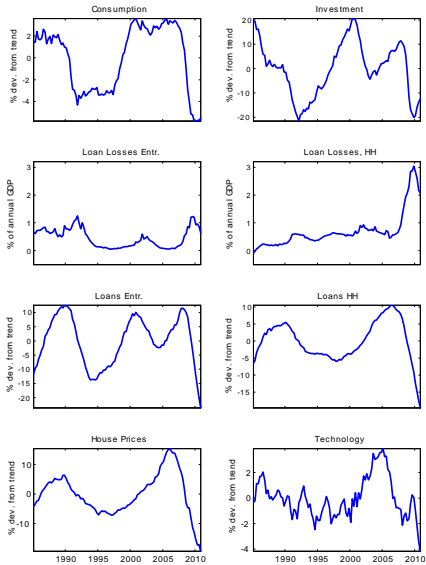 Consumption
% dev. from trend
2
0
-2
-4
Investment
% dev. from trend
20
10
0
-10
-20
Loan Losses Entr.
% of annual GDP
3
2
1
0
Loan Losses, HH
% of annual GDP
3
2
1
0
Loans Entr.
% dev. from trend
10
5
0
-5
-10
-15
-20
Loans HH
% dev. from trend
10
5
0
-5
-10
-15
House Prices
% dev. from trend
10
0
-10
1990 1995 2000 2005 2010
Technology
% dev. from trend
2
0
-2
-4
1990 1995 2000 2005 2010